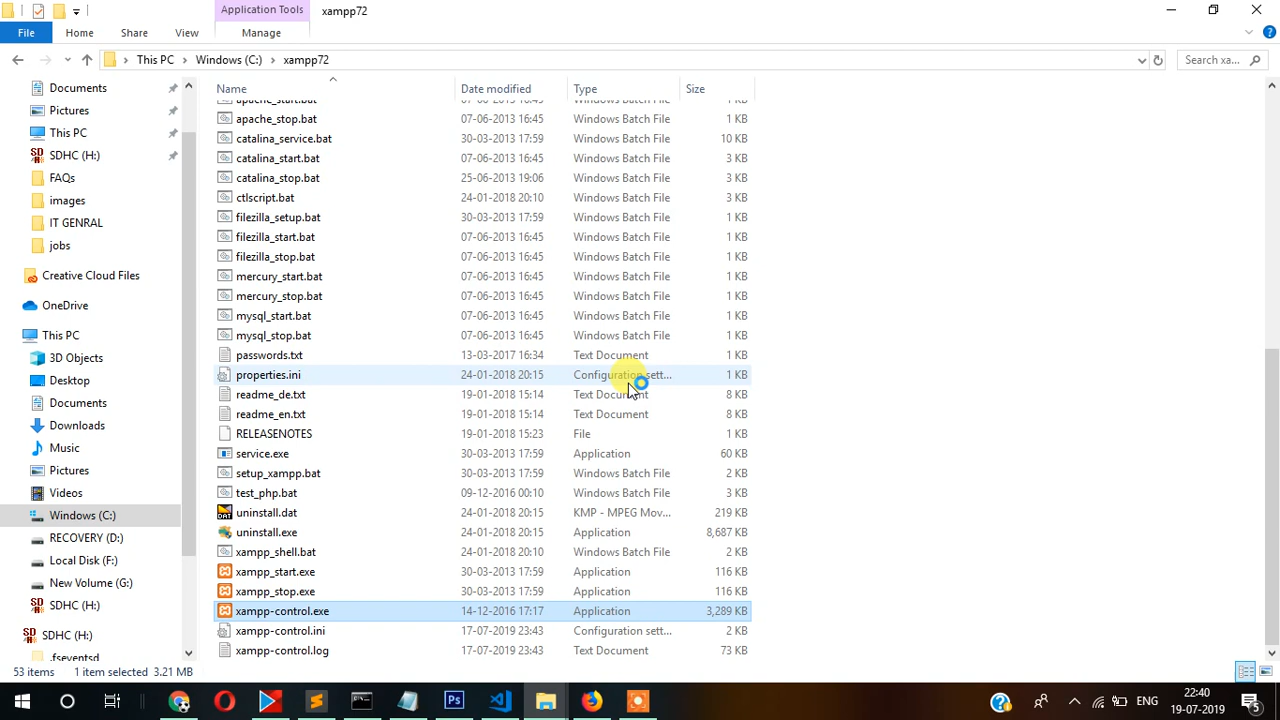 Application Tools
xampp72
File
Home
Share
View
Manage
This PC
Windows (C:)
xampp72
Search xa...
Name
Date modified
Type
Size
Documents
Pictures
This PC
SDHC (H:)
FAQs
images
IT GENRAL
jobs
Creative Cloud Files
OneDrive
This PC
3D Objects
Desktop
Documents
Downloads
Music
Pictures
Videos
Windows (C:)
RECOVERY (D:)
Local Disk (F:)
New Volume (G:)
SDHC (H:)
SDHC (H:)
.fseventsd
apache_start.bat 07-06-2013 16:45 Windows Batch File 1 KB
apache_stop.bat 07-06-2013 16:45 Windows Batch File 1 KB
catalina_service.bat 30-03-2013 17:59 Windows Batch File 10 KB
catalina_start.bat 07-06-2013 16:45 Windows Batch File 3 KB
catalina_stop.bat 25-06-2013 19:06 Windows Batch File 3 KB
ctlscript.bat 24-01-2018 20:10 Windows Batch File 3 KB
filezilla_setup.bat 30-03-2013 17:59 Windows Batch File 1 KB
filezilla_start.bat 07-06-2013 16:45 Windows Batch File 1 KB
filezilla_stop.bat 07-06-2013 16:45 Windows Batch File 1 KB
mercury_start.bat 07-06-2013 16:45 Windows Batch File 1 KB
mercury_stop.bat 07-06-2013 16:45 Windows Batch File 1 KB
mysql_start.bat 07-06-2013 16:45 Windows Batch File 1 KB
mysql_stop.bat 07-06-2013 16:45 Windows Batch File 1 KB
passwords.txt 13-03-2017 16:34 Text Document 1 KB
properties.ini 24-01-2018 20:15 Configuration sett... 1 KB
readme_de.txt 19-01-2018 15:14 Text Document 8 KB
readme_en.txt 19-01-2018 15:14 Text Document 8 KB
RELEASENOTES 19-01-2018 15:23 File 1 KB
service.exe 30-03-2013 17:59 Application 60 KB
setup_xampp.bat 30-03-2013 17:59 Windows Batch File 2 KB
test_php.bat 09-12-2016 00:10 Windows Batch File 3 KB
uninstall.dat 24-01-2018 20:15 KMP - MPEG Mov... 219 KB
uninstall.exe 24-01-2018 20:15 Application 8,687 KB
xampp_shell.bat 24-01-2018 20:10 Windows Batch File 2 KB
xampp_start.exe 30-03-2013 17:59 Application 116 KB
xampp_stop.exe 30-03-2013 17:59 Application 116 KB
xampp-control.exe 14-12-2016 17:17 Application 3,289 KB
xampp-control.ini 17-07-2019 23:43 Configuration sett... 2 KB
xampp-control.log 17-07-2019 23:43 Text Document 73 KB
53 items
1 item selected 3.21 MB
ENG
22:40
19-07-2019
5